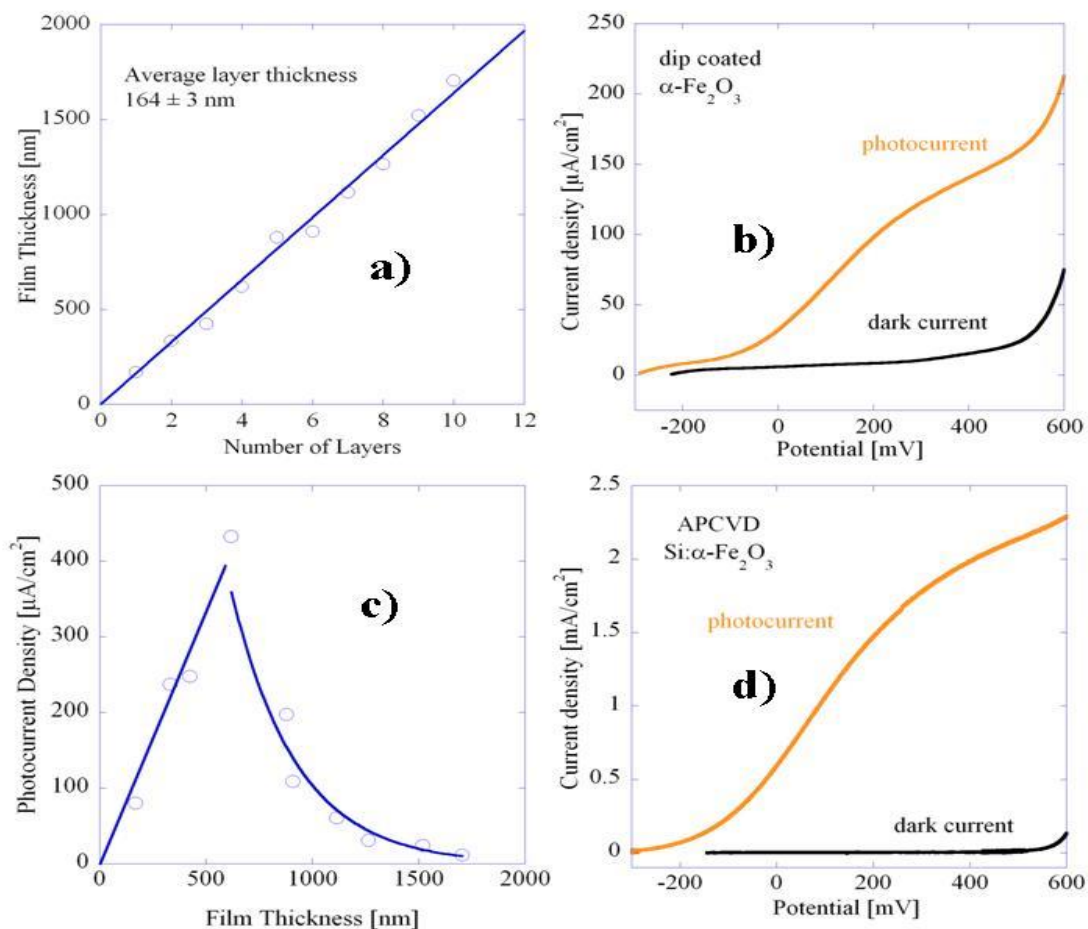 2000
1500
1000
500
0
Film Thickness [nm]
Average layer thickness
164 ± 3 nm
a)
0 2 4 6 8 10 12
Number of Layers
250
200
150
100
50
0
Current density [µA/cm²]
dip coated
α-Fe₂O₃
photocurrent
b)
dark current
-200 0 200 400 600
Potential [mV]
500
400
300
200
100
0
Photocurrent Density [µA/cm²]
c)
0 500 1000 1500 2000
Film Thickness [nm]
2.5
2
1.5
1
0.5
0
Current density [mA/cm²]
APCVD
Si:α-Fe₂O₃
photocurrent
d)
dark current
-200 0 200 400 600
Potential [mV]